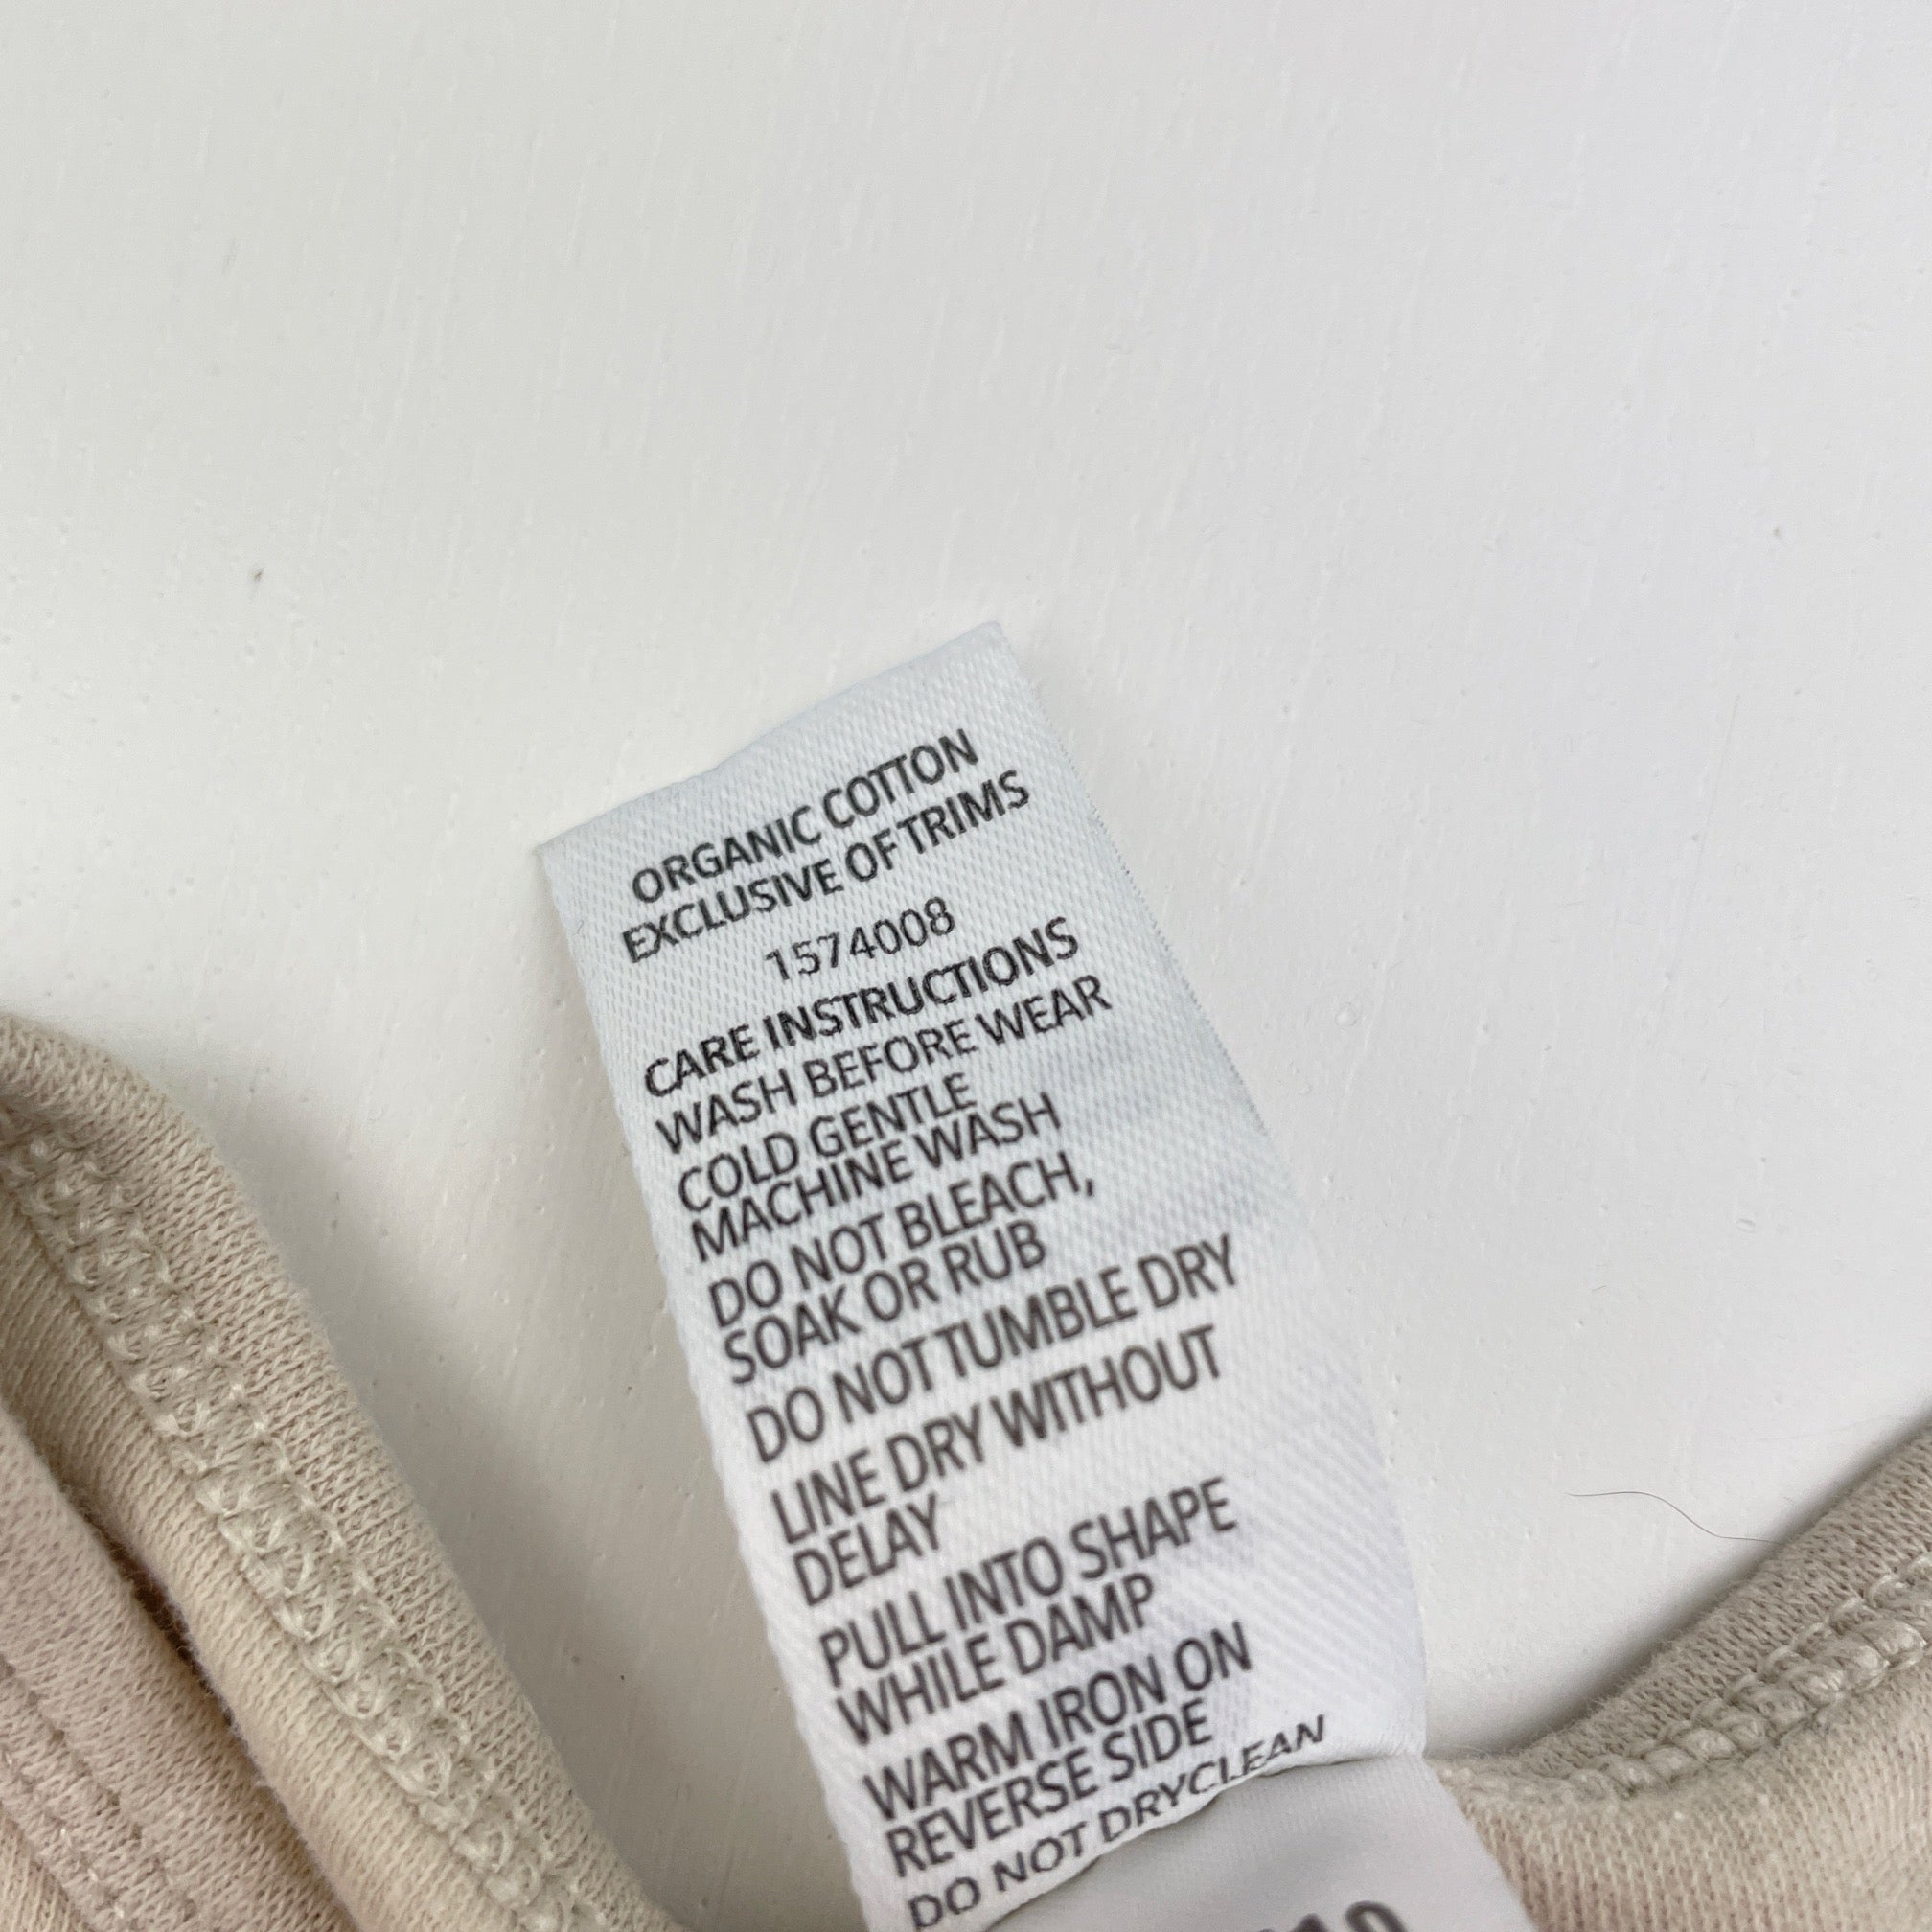 ORGANIC COTTON
EXCLUSIVE OF TRIMS
1574008
CARE INSTRUCTIONS
WASH BEFORE WEAR
COLD GENTLE
MACHINE WASH
DO NOT BLEACH,
SOAK OR RUB
DO NOT TUMBLE DRY
LINE DRY WITHOUT
DELAY
PULL INTO SHAPE
WHILE DAMP
WARM IRON ON
REVERSE SIDE
DO NOT DRYCLEAN